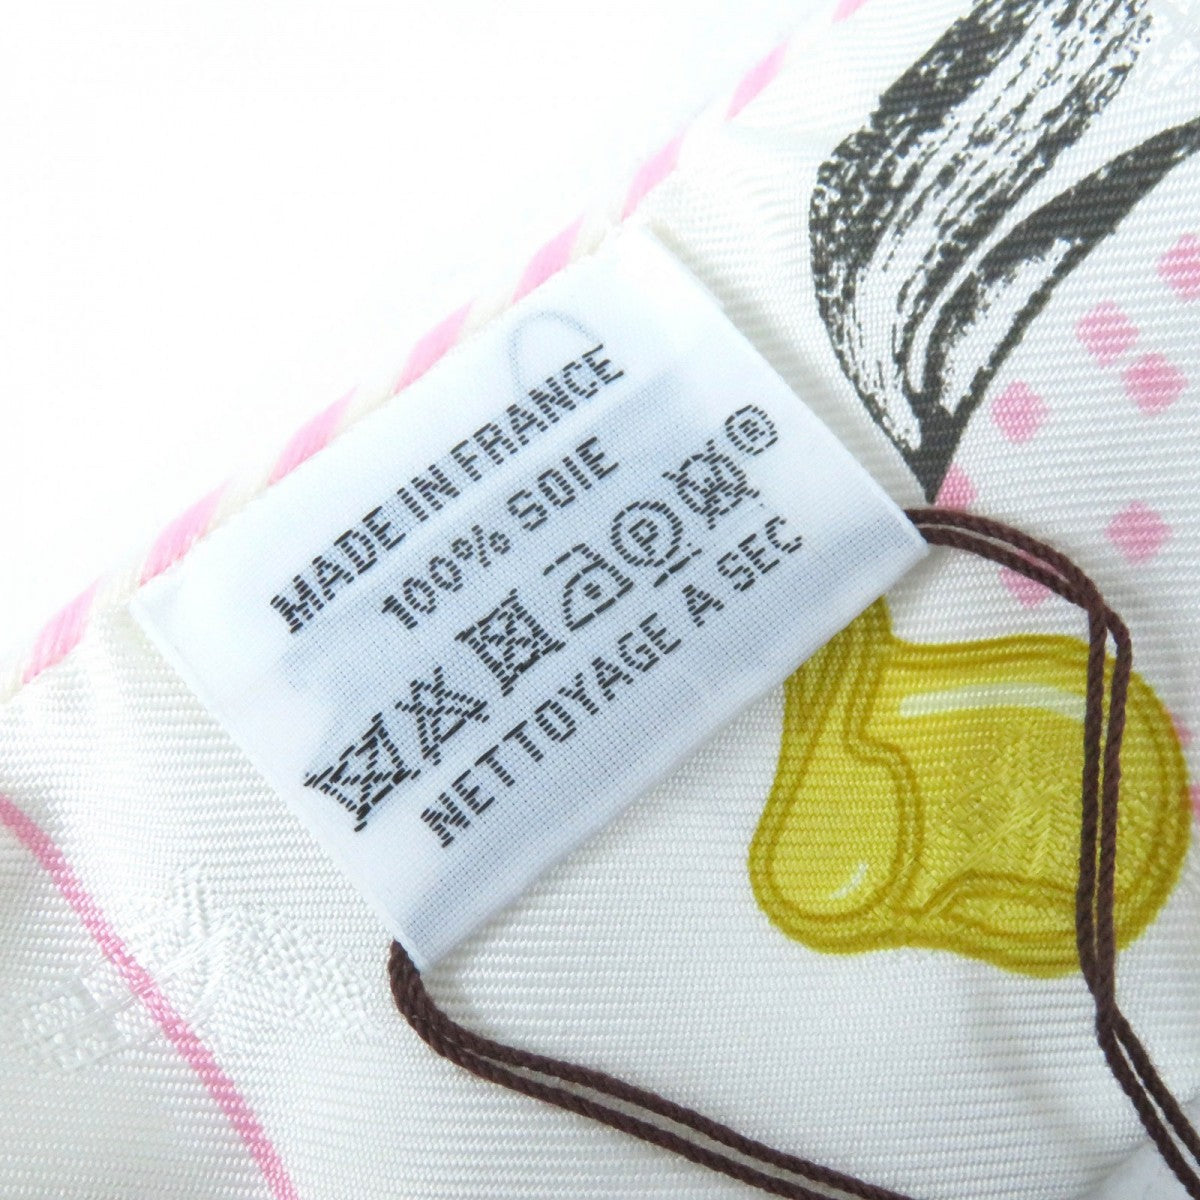 MADE IN FRANCE
100% SOIE
P ®
NETTOYAGE A SEC